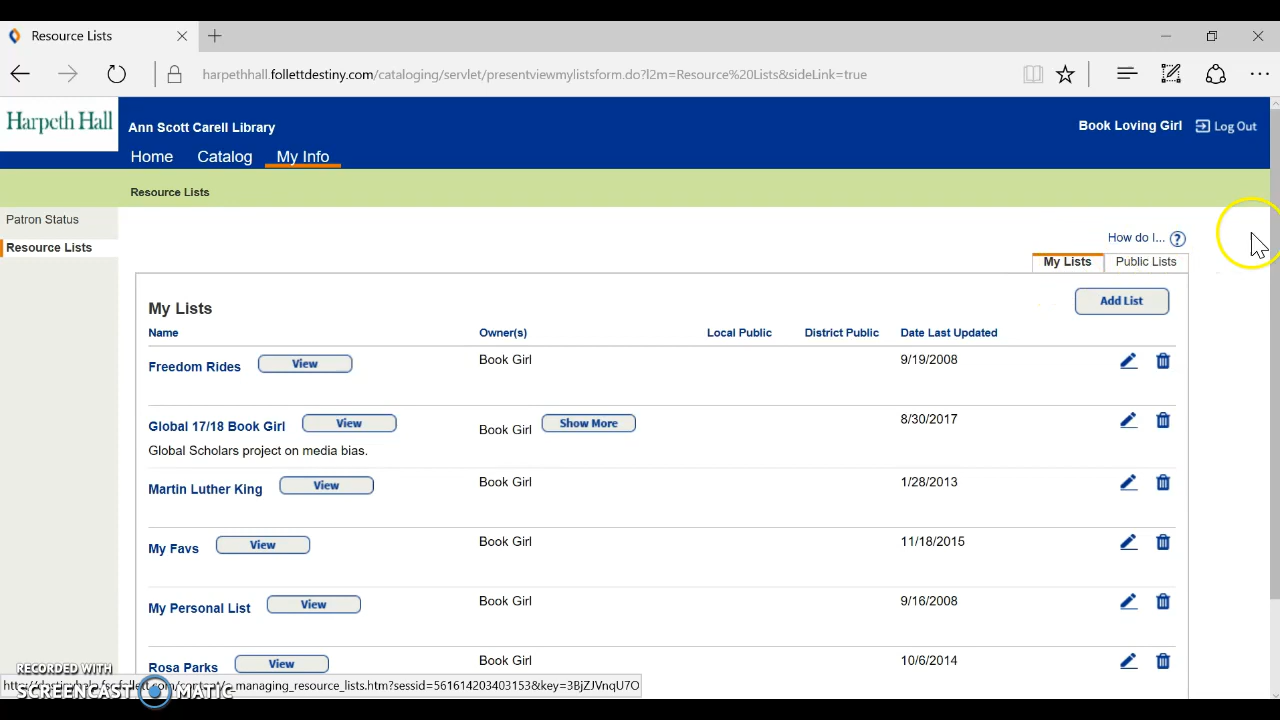 Resource Lists
harpethhall.follettdestiny.com/cataloging/servlet/presentviewmylistsform.do?l2m=Resource%20Lists&sideLink=true
Harpeth Hall
Ann Scott Carell Library
Book Loving Girl Log Out
Home Catalog My Info
Resource Lists
Patron Status
Resource Lists
How do I... ?
My Lists Public Lists
My Lists Add List
Name Owner(s) Local Public District Public Date Last Updated
Freedom Rides View Book Girl 9/19/2008
Global 17/18 Book Girl View Book Girl Show More 8/30/2017
Global Scholars project on media bias.
Martin Luther King View Book Girl 1/28/2013
My Favs View Book Girl 11/18/2015
My Personal List View Book Girl 9/16/2008
Rosa Parks View Book Girl 10/6/2014
RECORDED WITH
SCREENCAST MATIC